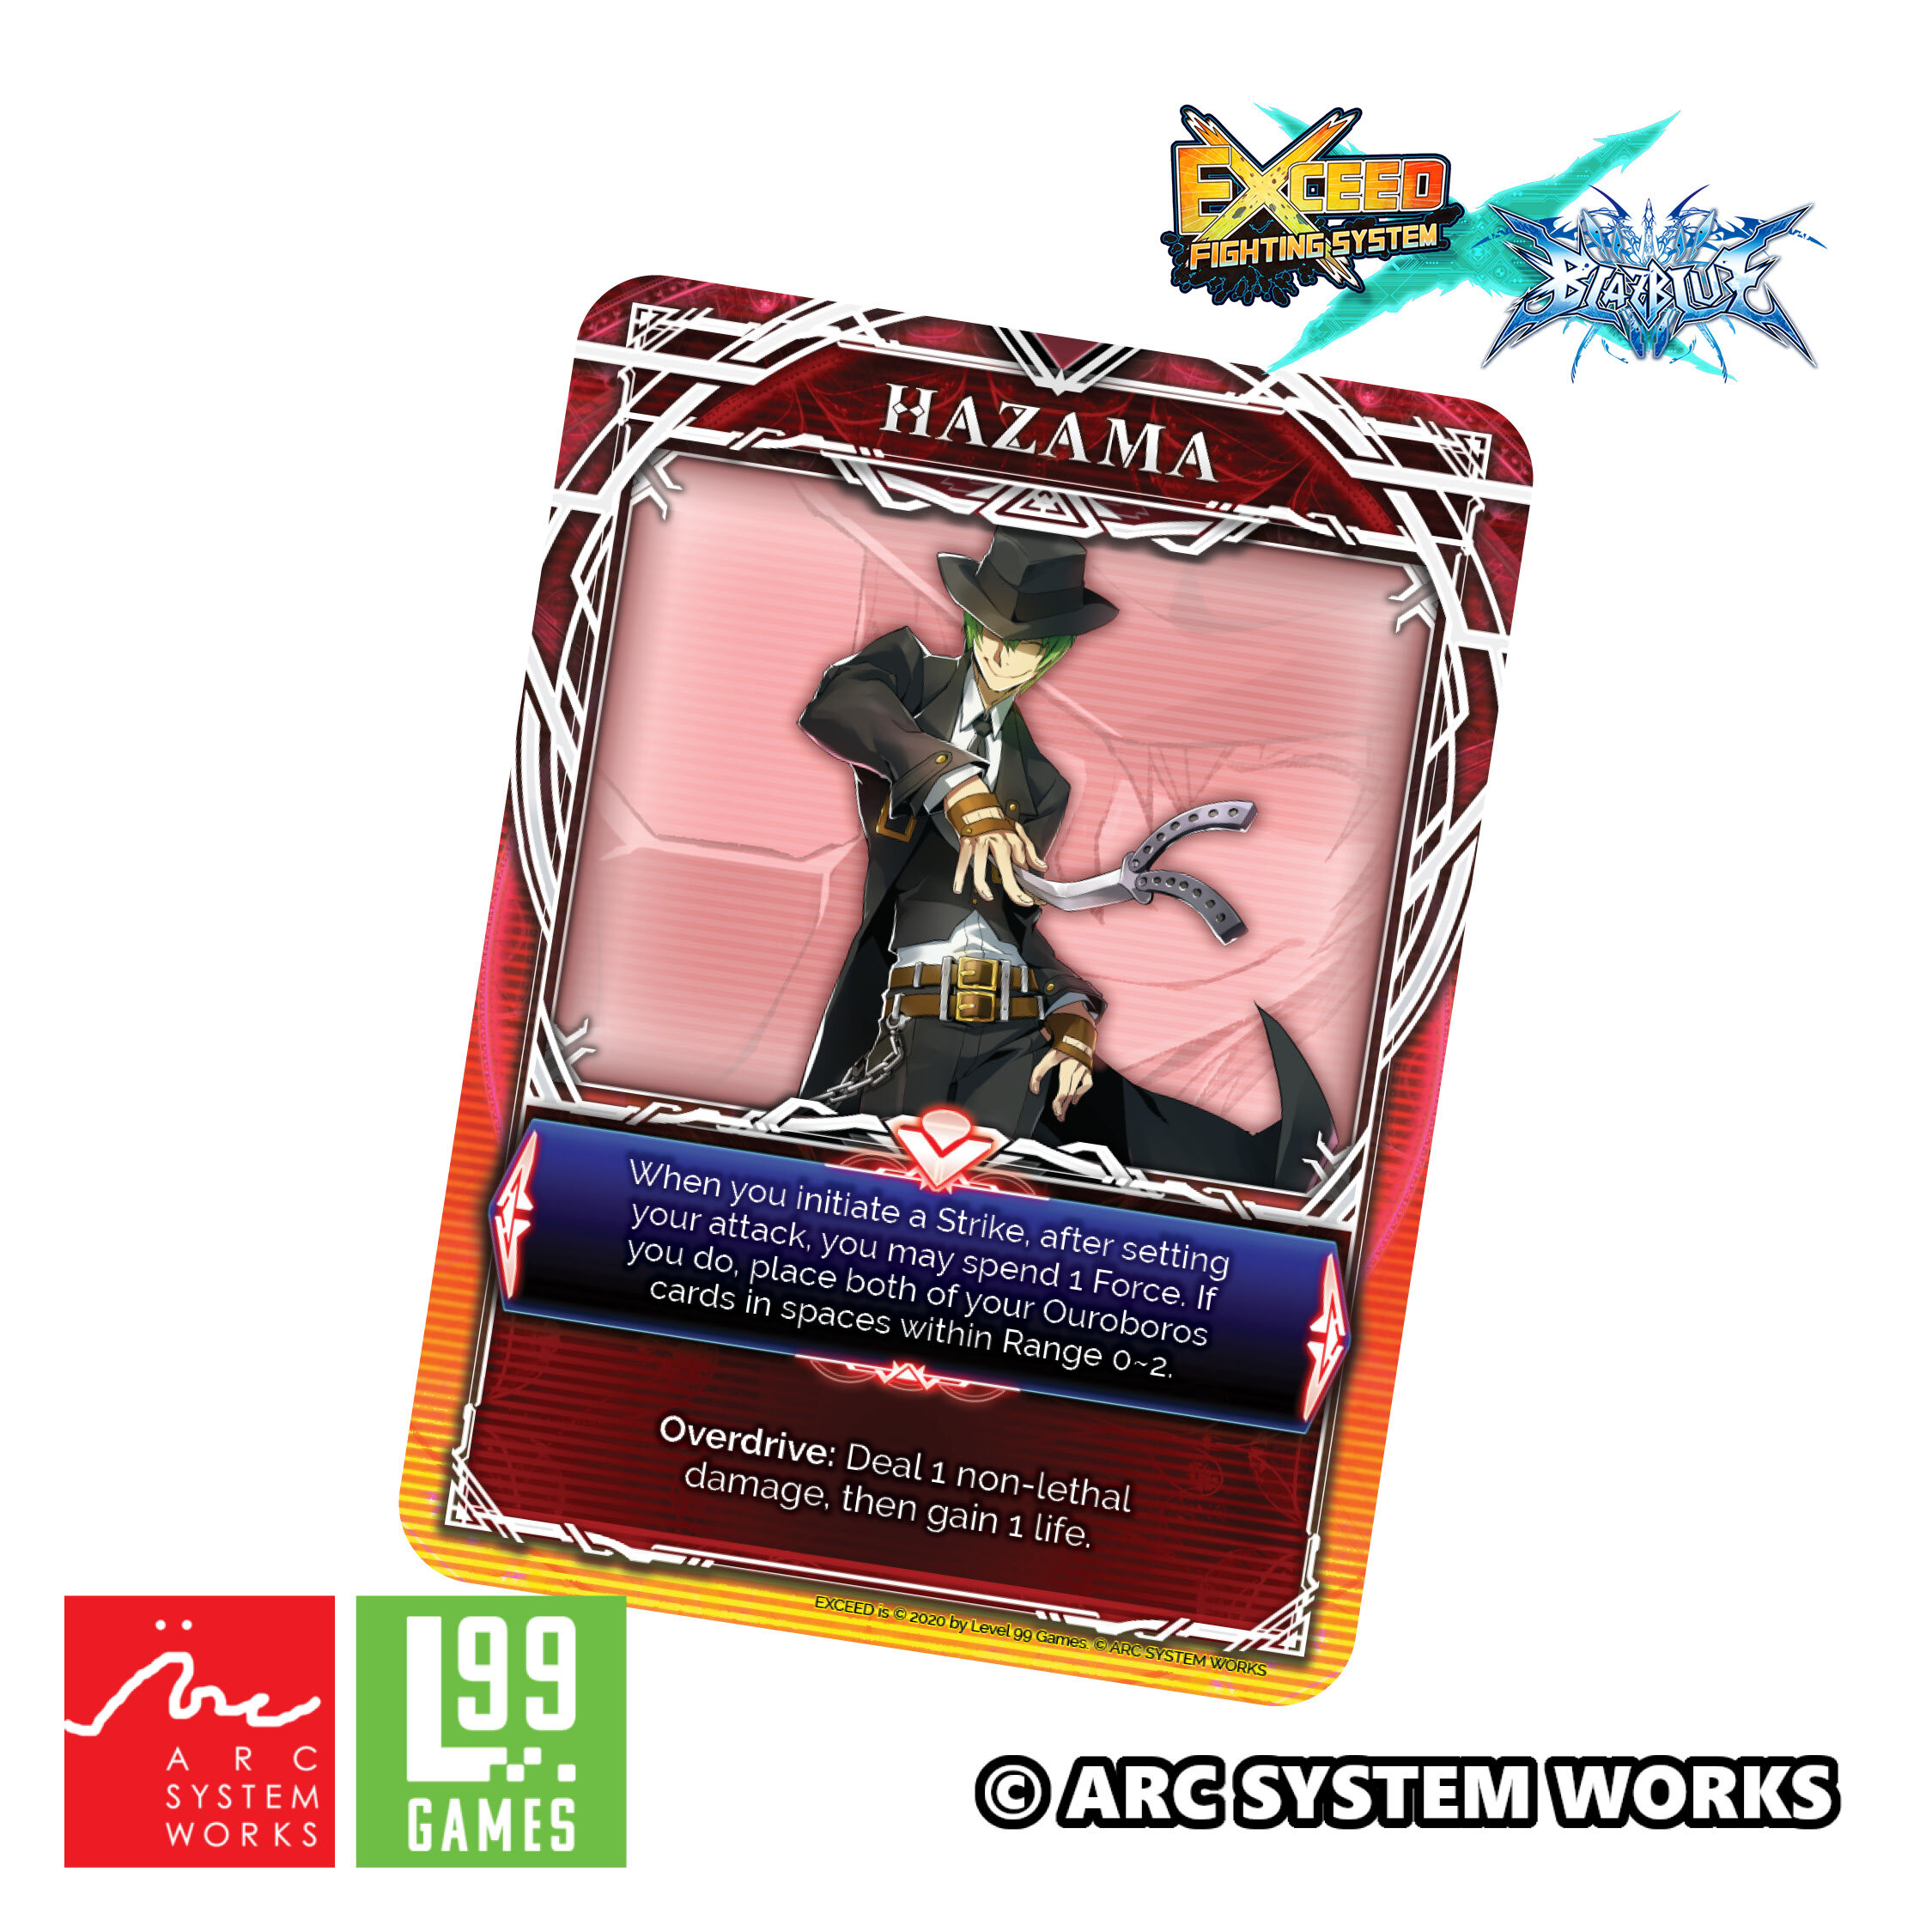 EXCEED
FIGHTING SYSTEM
BLAZBLUE
HAZAMA
When you initiate a Strike, after setting
your attack, you may spend 1 Force. If
you do, place both of your Ouroboros
cards in spaces within Range 0~2.
Overdrive: Deal 1 non-lethal
damage, then gain 1 life.
EXCEED is © 2020 by Level 99 Games. © ARC SYSTEM WORKS
Arc
ARC
SYSTEM
WORKS
L99
GAMES
© ARC SYSTEM WORKS